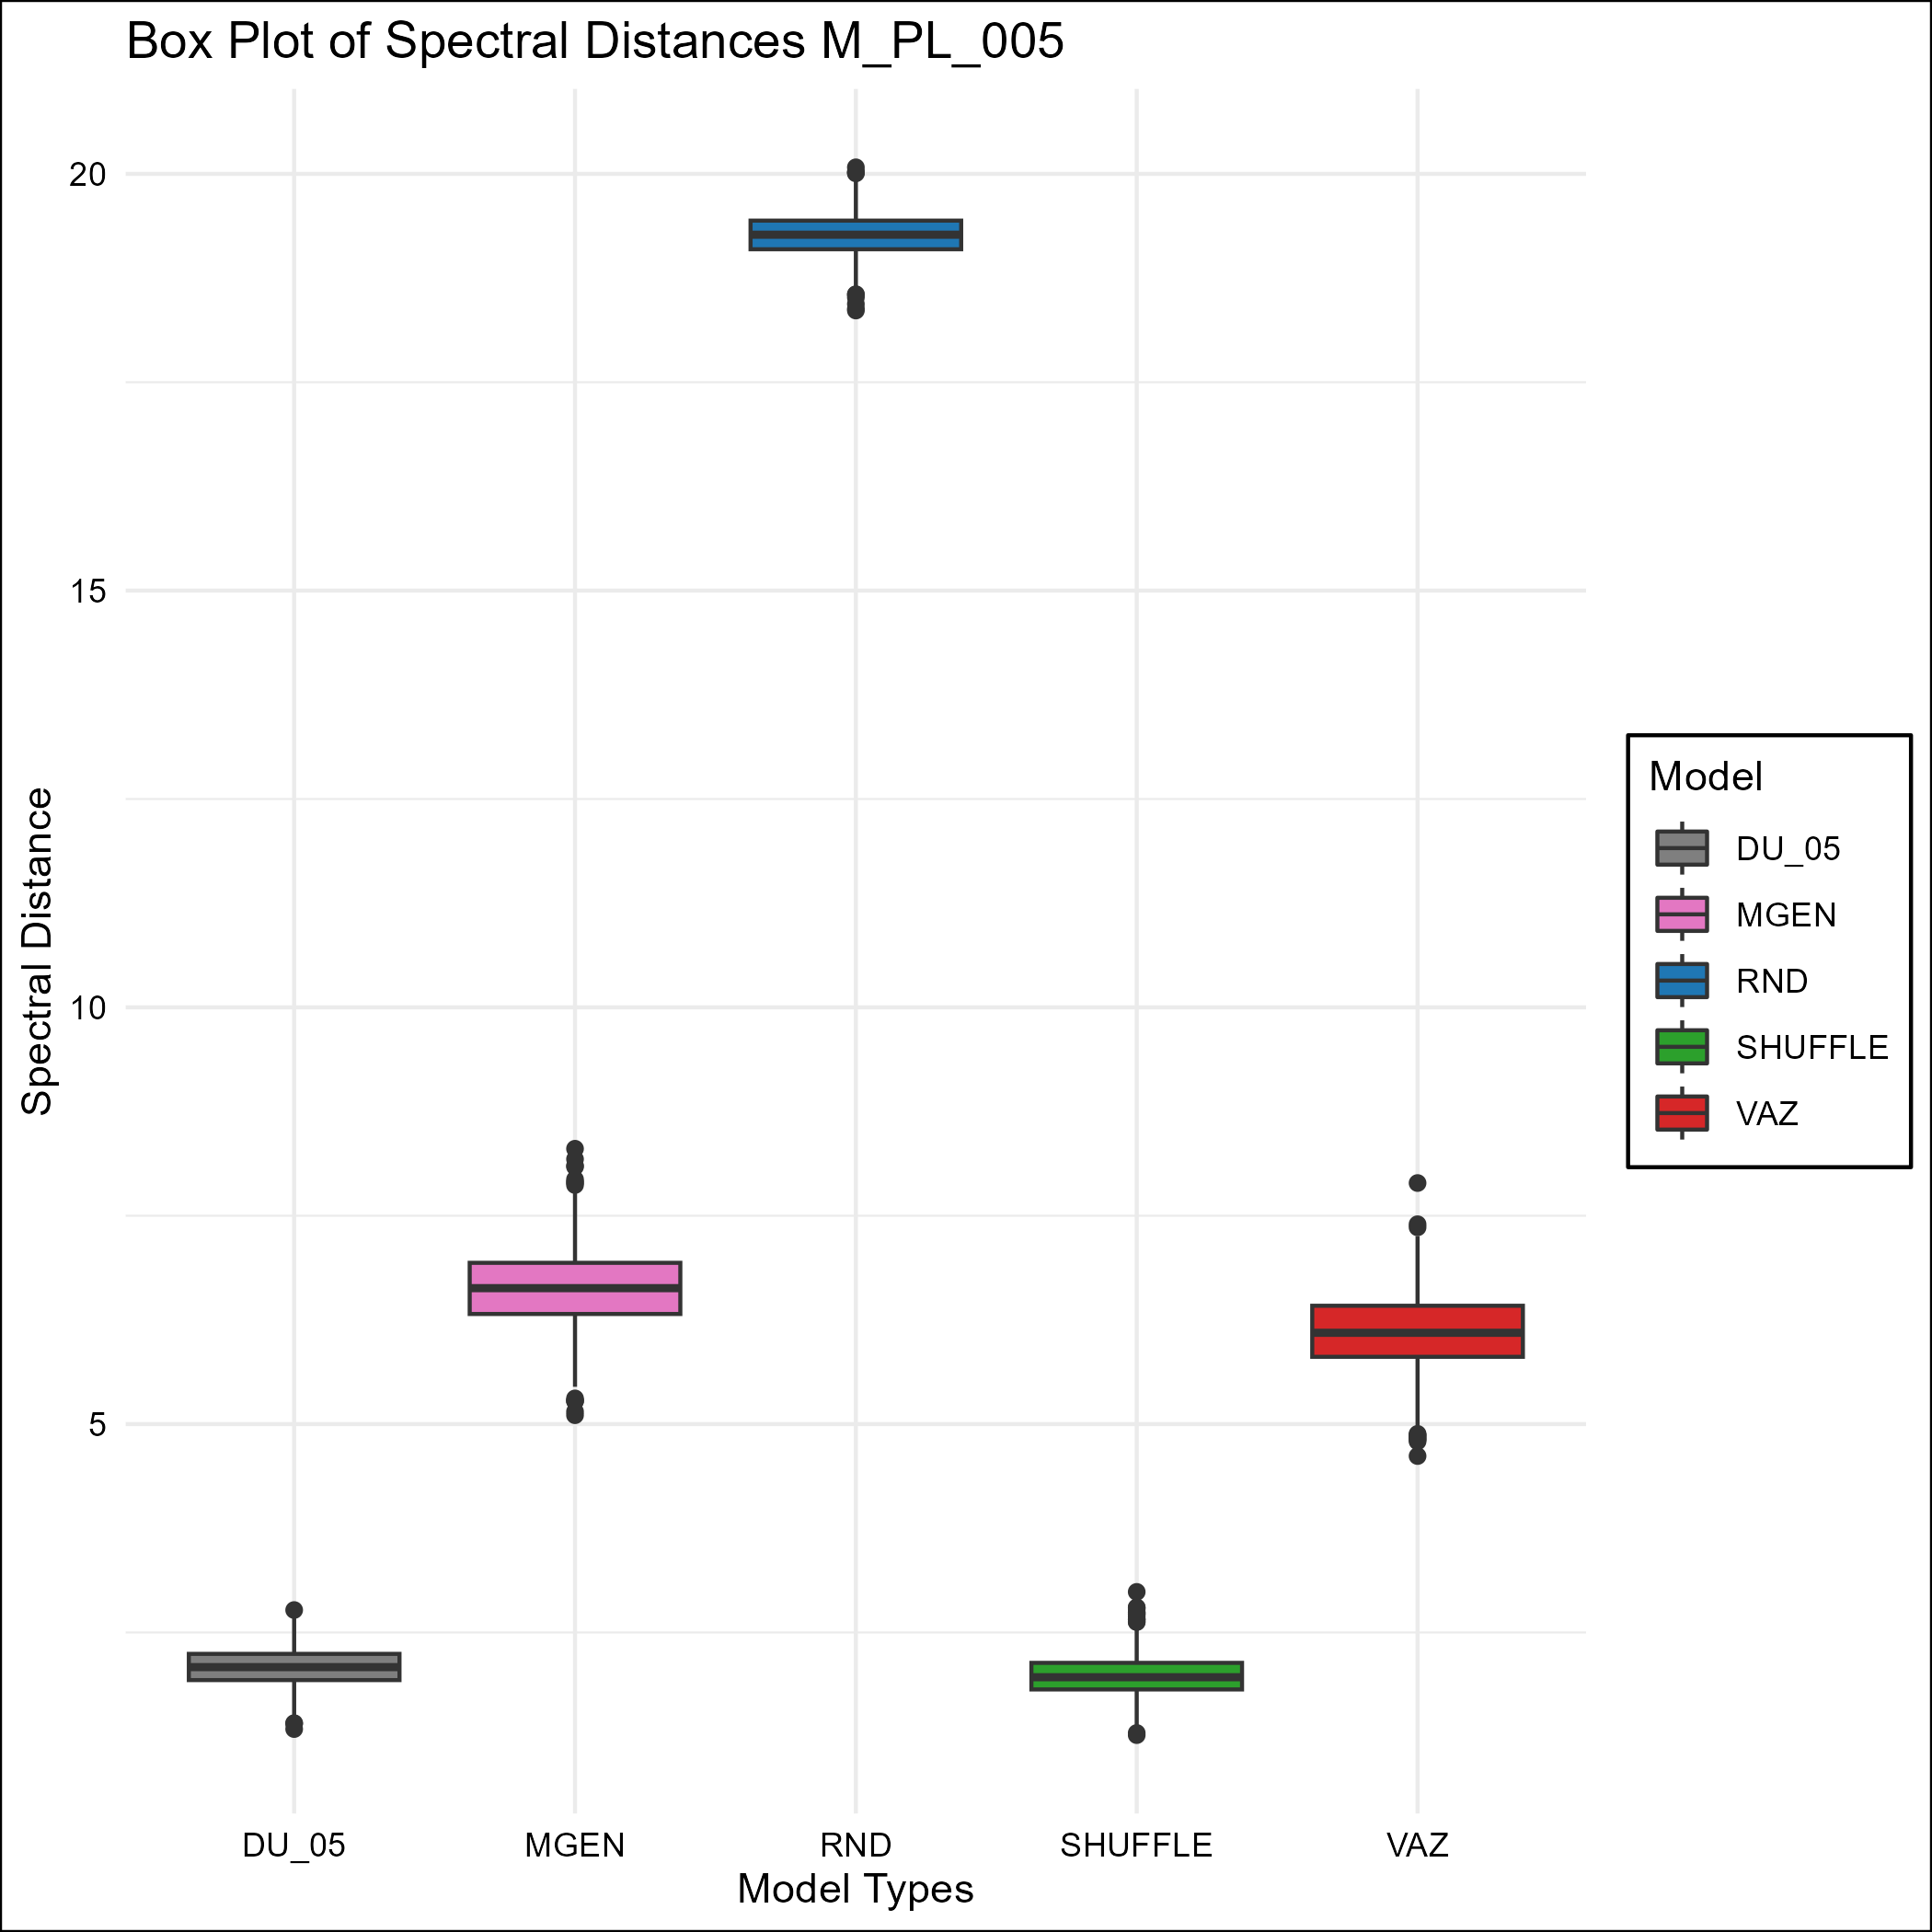 Box Plot of Spectral Distances M_PL_005
20
15
10
5
Spectral Distance
DU_05 MGEN RND SHUFFLE VAZ
Model Types
Model
DU_05
MGEN
RND
SHUFFLE
VAZ